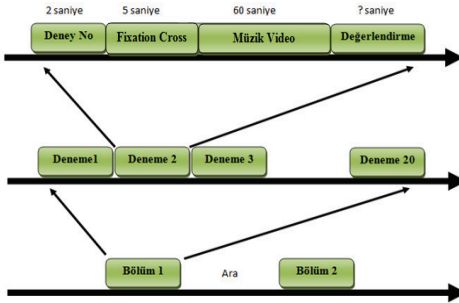 2 saniye 5 saniye 60 saniye ? saniye
Deney No Fixation Cross Müzik Video Değerlendirme
Deneme1 Deneme 2 Deneme 3 Deneme 20
Bölüm 1 Ara Bölüm 2